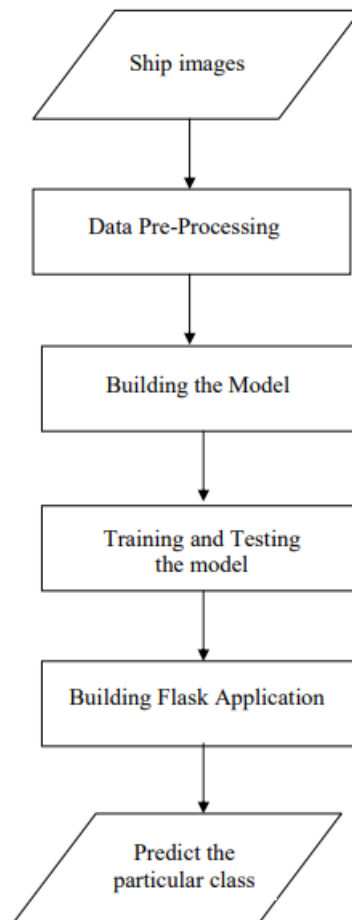 Ship images
Data Pre-Processing
Building the Model
Training and Testing
the model
Building Flask Application
Predict the
particular class